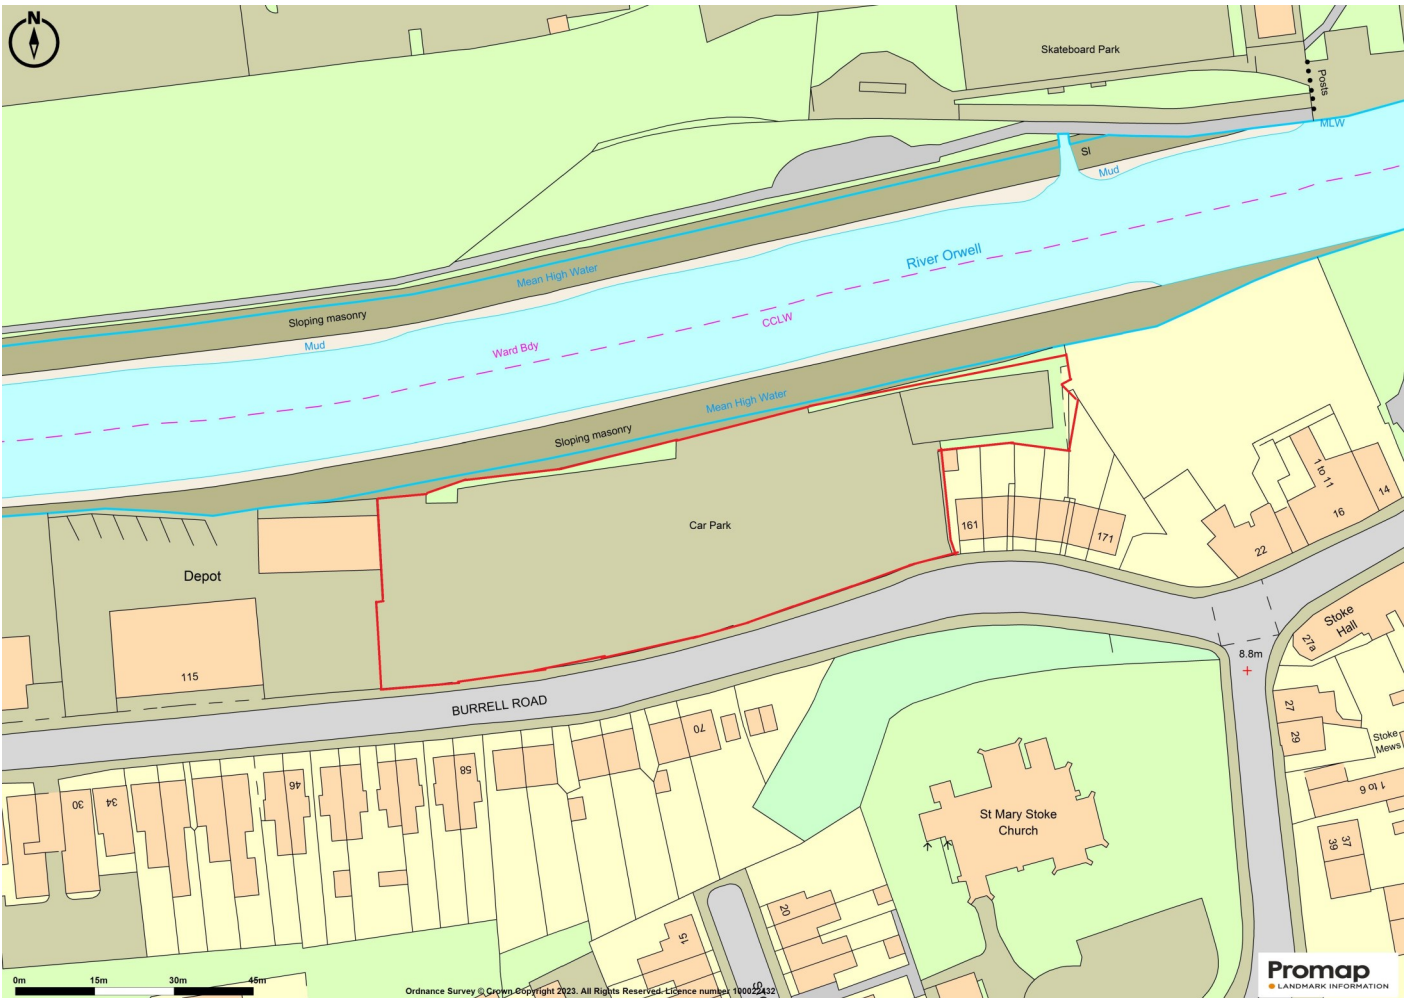 N
Skateboard Park
Posts
MLW
Sl
Mud
River Orwell
Mean High Water
Sloping masonry
Mud
Ward Bdy
CCLW
Mean High Water
Sloping masonry
1 to 11
14
16
161
171
22
Car Park
Depot
115
Stoke
Hall
27a
8.8m
BURRELL ROAD
27
29
Stoke
Mews
1 to 6
70
58
46
34
30
St Mary Stoke
Church
37
39
20
15
0m
15m
30m
45m
Ordnance Survey © Crown Copyright 2023. All Rights Reserved. Licence number 100022432
Promap
LANDMARK INFORMATION